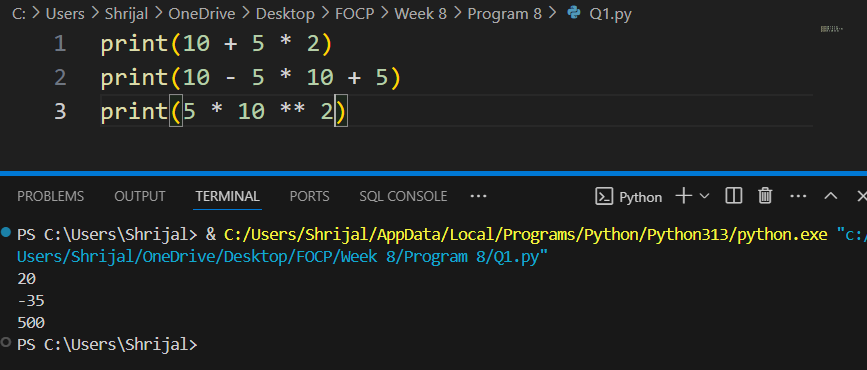 C: > Users > Shrijal > OneDrive > Desktop > FOCP > Week 8 > Program 8 > Q1.py
1 print(10 + 5 * 2)
2 print(10 - 5 * 10 + 5)
3 print(5 * 10 ** 2)
PROBLEMS OUTPUT TERMINAL PORTS SQL CONSOLE ··· Python
PS C:\Users\Shrijal> & C:/Users/Shrijal/AppData/Local/Programs/Python/Python313/python.exe "c:/
Users/Shrijal/OneDrive/Desktop/FOCP/Week 8/Program 8/Q1.py"
20
-35
500
PS C:\Users\Shrijal>